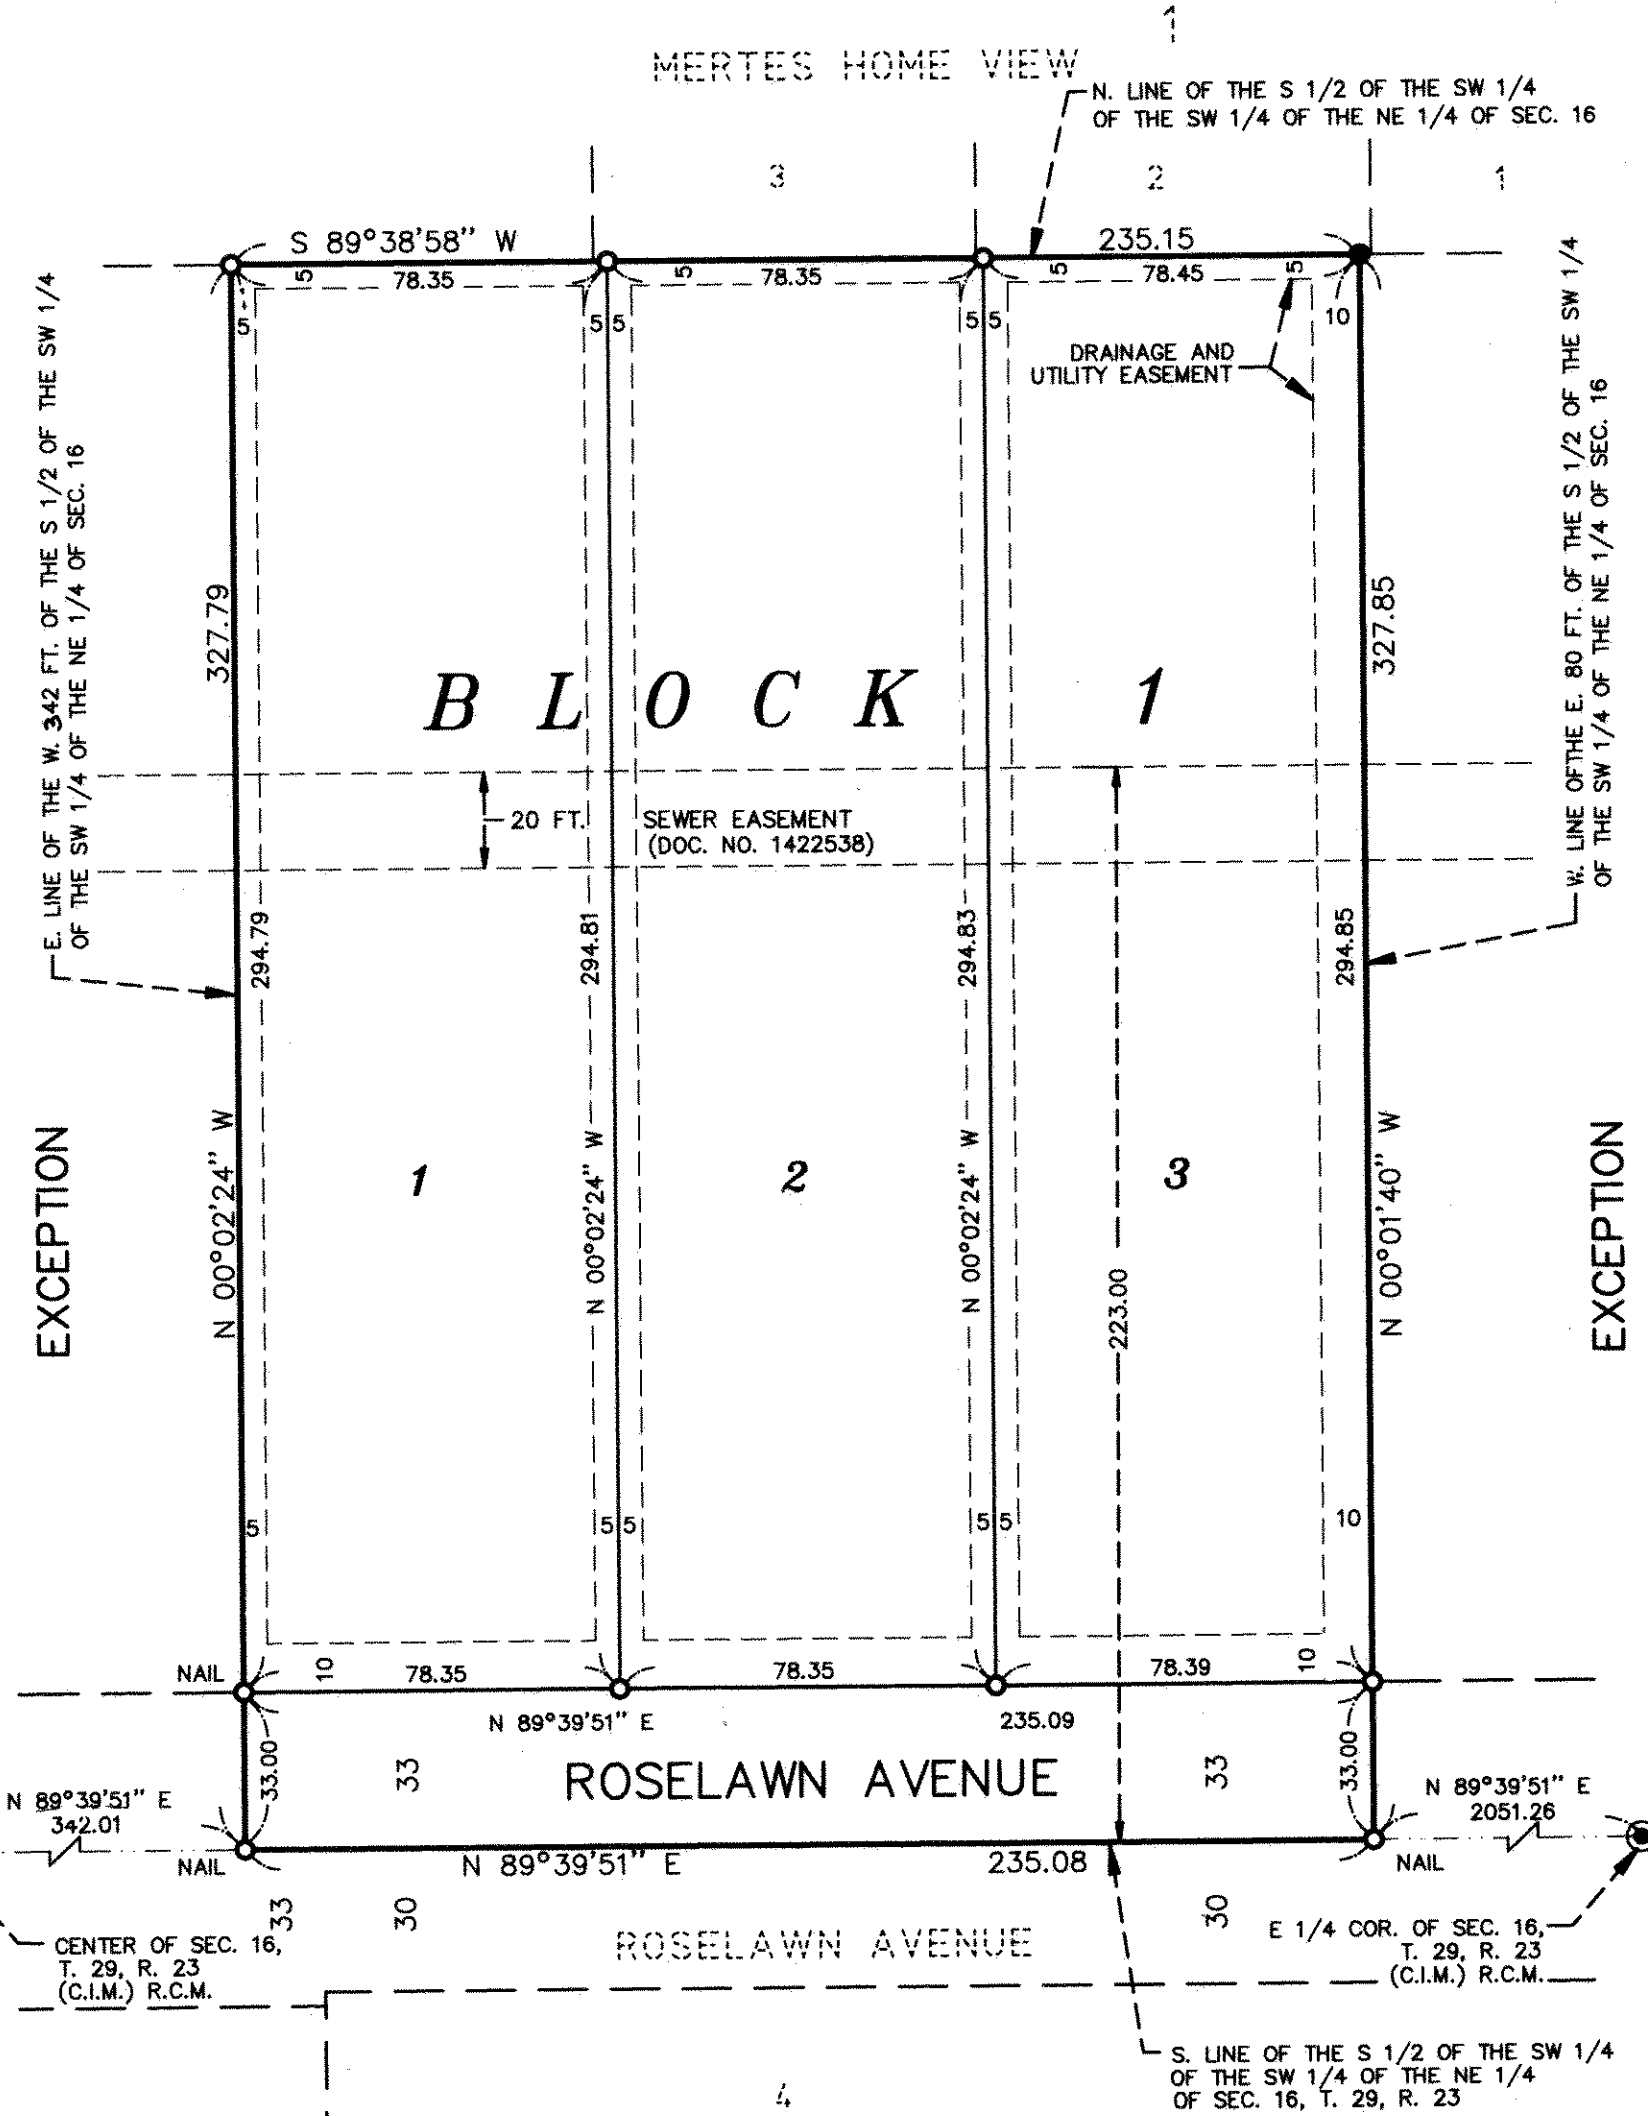 1
MERTES HOME VIEW
N. LINE OF THE S 1/2 OF THE SW 1/4
OF THE SW 1/4 OF THE NE 1/4 OF SEC. 16
3
2
1
S 89°38'58" W
235.15
5
78.35
5
78.35
5
78.45
5
5
5
5
5
5
10
DRAINAGE AND
UTILITY EASEMENT
E. LINE OF THE W. 342 FT. OF THE S 1/2 OF THE SW 1/4
OF THE SW 1/4 OF THE NE 1/4 OF SEC. 16
W. LINE OFTHE E. 80 FT. OF THE S 1/2 OF THE SW 1/4
OF THE SW 1/4 OF THE NE 1/4 OF SEC. 16
327.79
327.85
BLOCK 1
20 FT.
SEWER EASEMENT
(DOC. NO. 1422538)
294.79
294.81
294.83
294.85
EXCEPTION
N 00°02'24" W
1
N 00°02'24" W
2
N 00°02'24" W
3
223.00
N 00°01'40" W
EXCEPTION
5
5
5
5
5
10
NAIL
10
78.35
78.35
78.39
10
N 89°39'51" E
235.09
33.00
33
ROSELAWN AVENUE
33
33.00
N 89°39'51" E
342.01
N 89°39'51" E
2051.26
NAIL
N 89°39'51" E
235.08
NAIL
33
30
30
ROSELAWN AVENUE
CENTER OF SEC. 16,
T. 29, R. 23
(C.I.M.) R.C.M.
E 1/4 COR. OF SEC. 16,
T. 29, R. 23
(C.I.M.) R.C.M.
4
S. LINE OF THE S 1/2 OF THE SW 1/4
OF THE SW 1/4 OF THE NE 1/4
OF SEC. 16, T. 29, R. 23